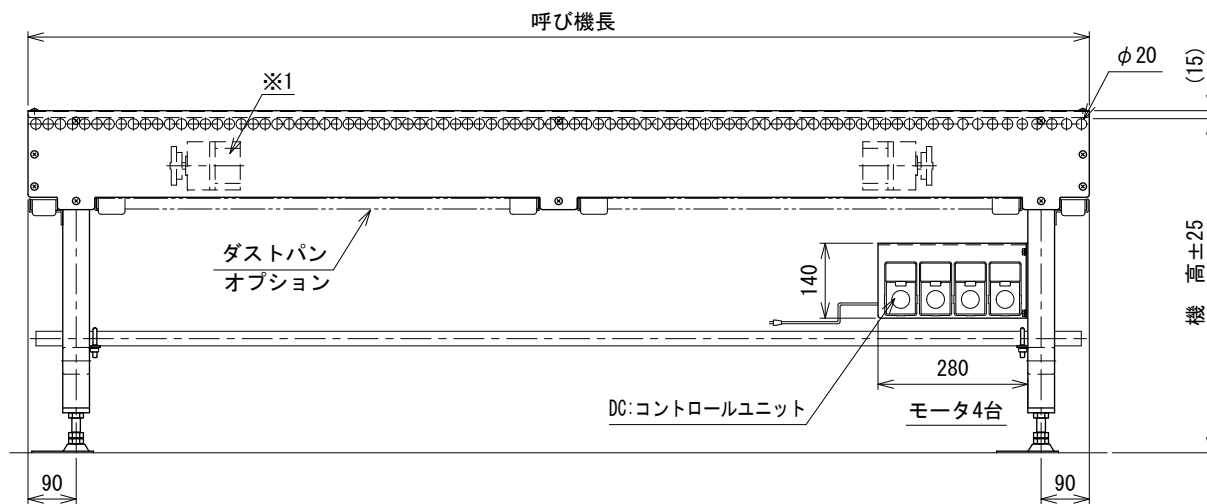 呼び機長
※1
φ20
(15)
ダストパン
オプション
140
機 高±25
280
DC:コントロールユニット
モータ4台
90
90